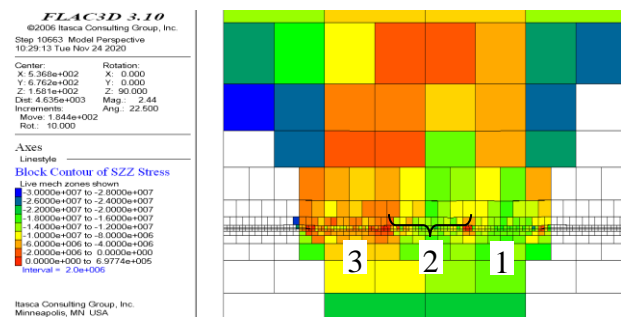 FLAC3D 3.10
©2006 Itasca Consulting Group, Inc.
Step 10663 Model Perspective
10:29:13 Tue Nov 24 2020
Center:
X: 5.368e+002
Y: 6.762e+002
Z: 1.581e+002
Dist: 4.635e+003
Increments:
Move: 1.844e+002
Rot.: 10.000
Rotation:
X: 0.000
Y: 0.000
Z: 90.000
Mag.: 2.44
Ang.: 22.500
Axes
Linestyle
Block Contour of SZZ Stress
Live mech zones shown
-3.0000e+007 to -2.8000e+007
-2.6000e+007 to -2.4000e+007
-2.2000e+007 to -2.0000e+007
-1.8000e+007 to -1.6000e+007
-1.4000e+007 to -1.2000e+007
-1.0000e+007 to -8.0000e+006
-6.0000e+006 to -4.0000e+006
-2.0000e+006 to 0.0000e+000
0.0000e+000 to 6.9774e+005
Interval = 2.0e+006
Itasca Consulting Group, Inc.
Minneapolis, MN USA
3 2 1